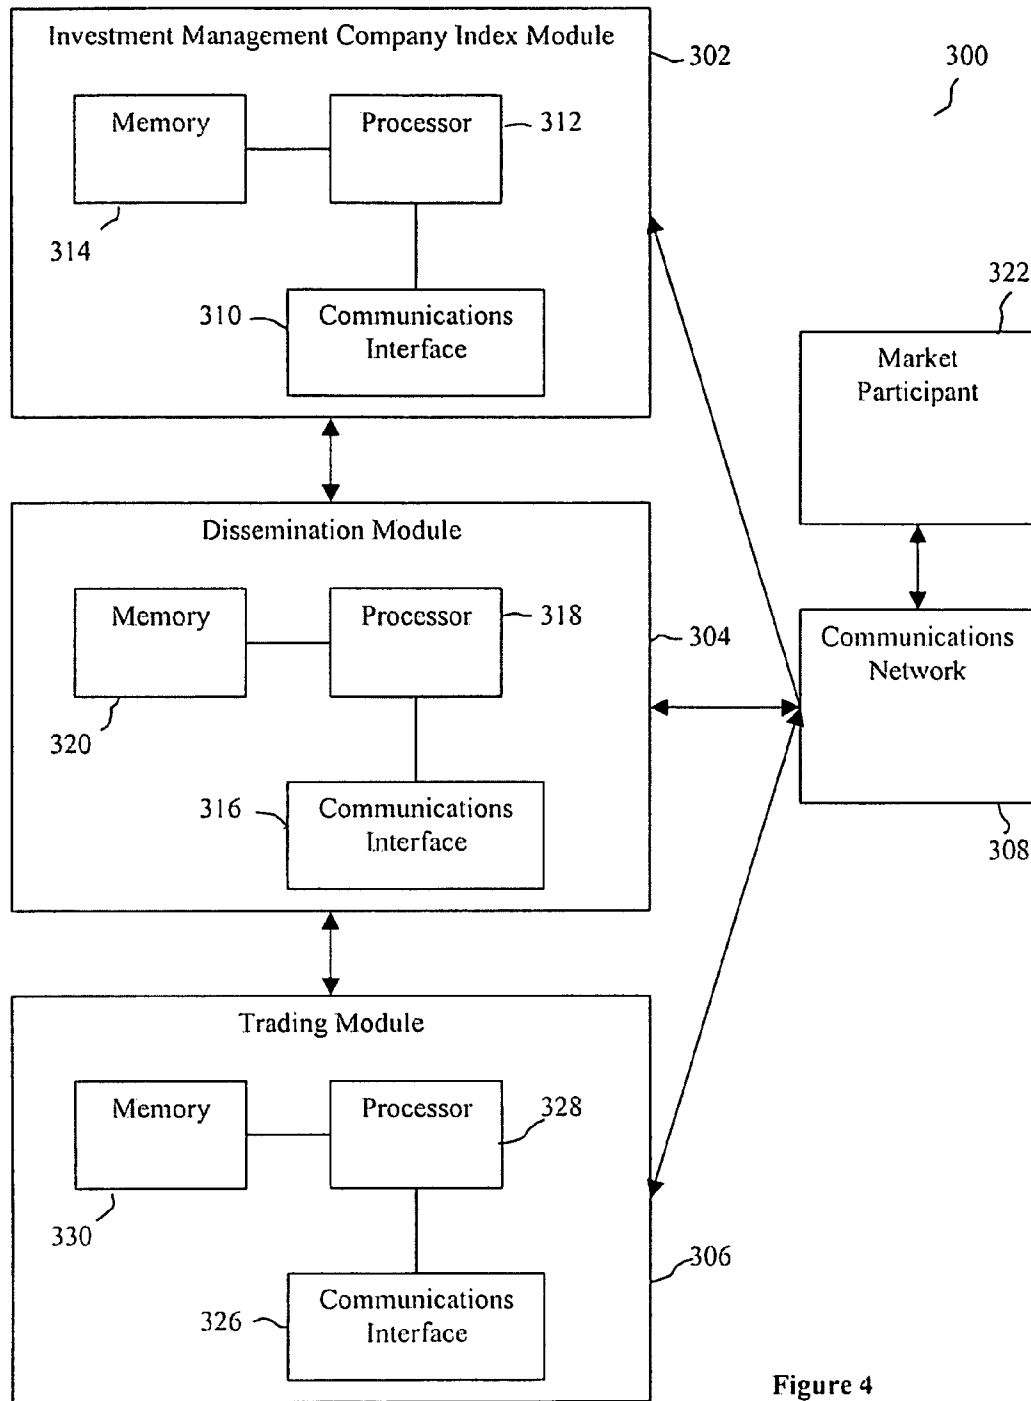 Investment Management Company Index Module
302
300
Memory
Processor
312
314
310
Communications
Interface
322
Market
Participant
Dissemination Module
Memory
Processor
318
304
320
316
Communications
Interface
Communications
Network
308
Trading Module
Memory
Processor
328
330
306
326
Communications
Interface
Figure 4